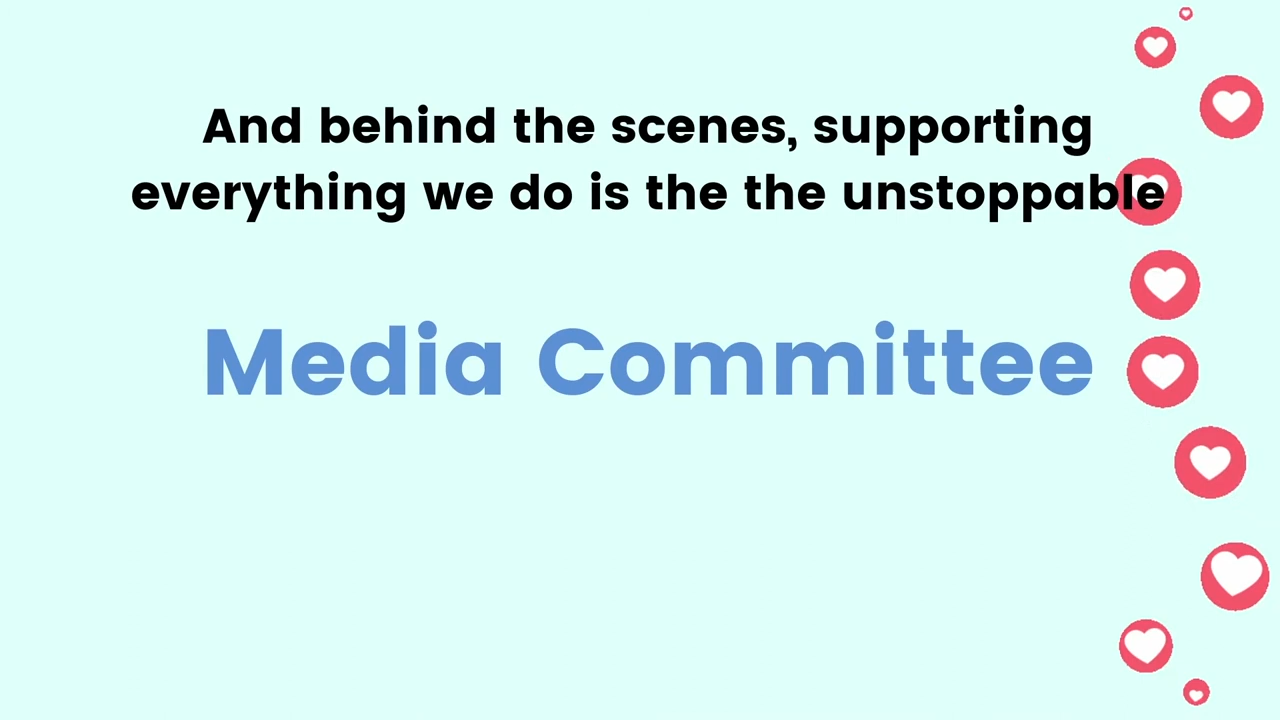 And behind the scenes, supporting
everything we do is the the unstoppable
Media Committee